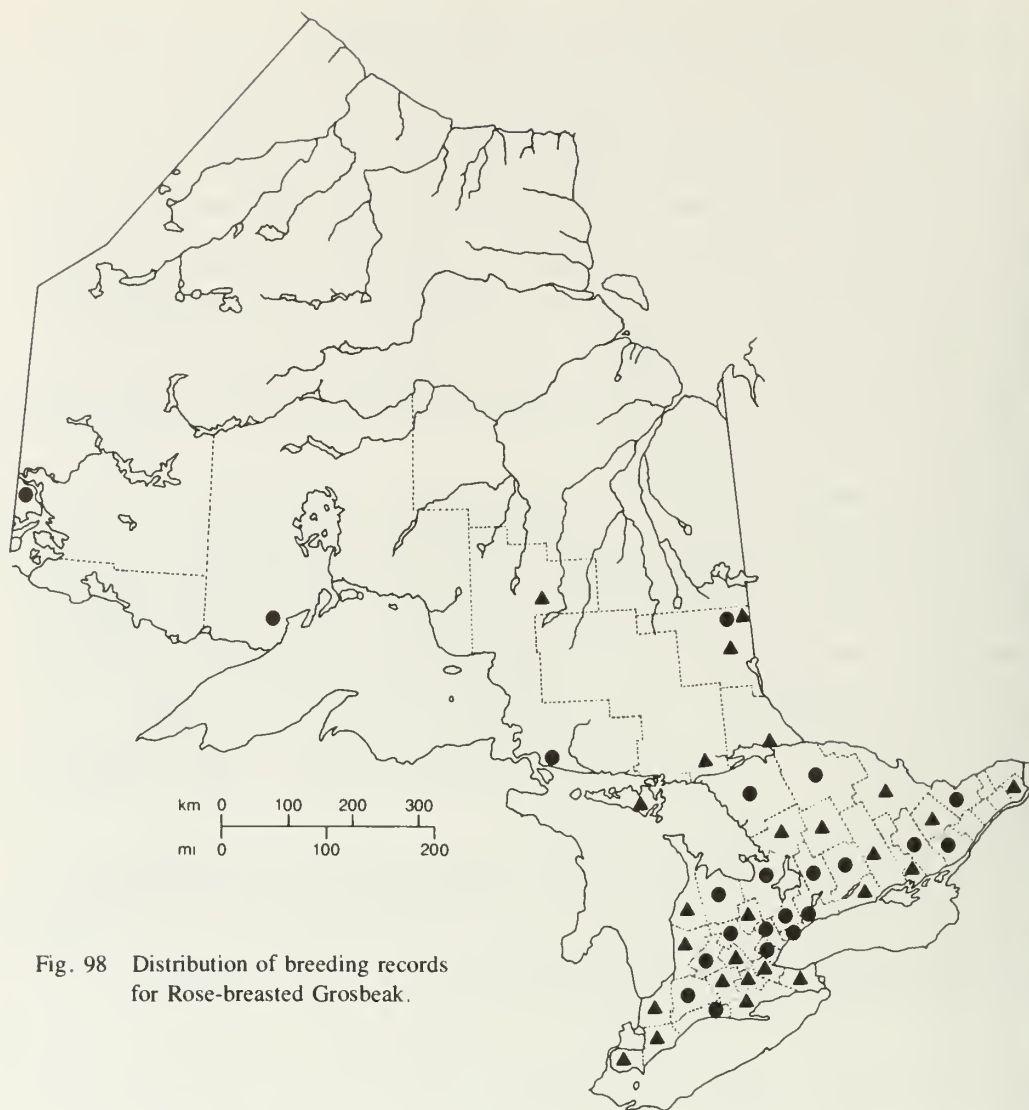 km 0 100 200 300
mi 0 100 200
Fig. 98 Distribution of breeding records
for Rose-breasted Grosbeak.